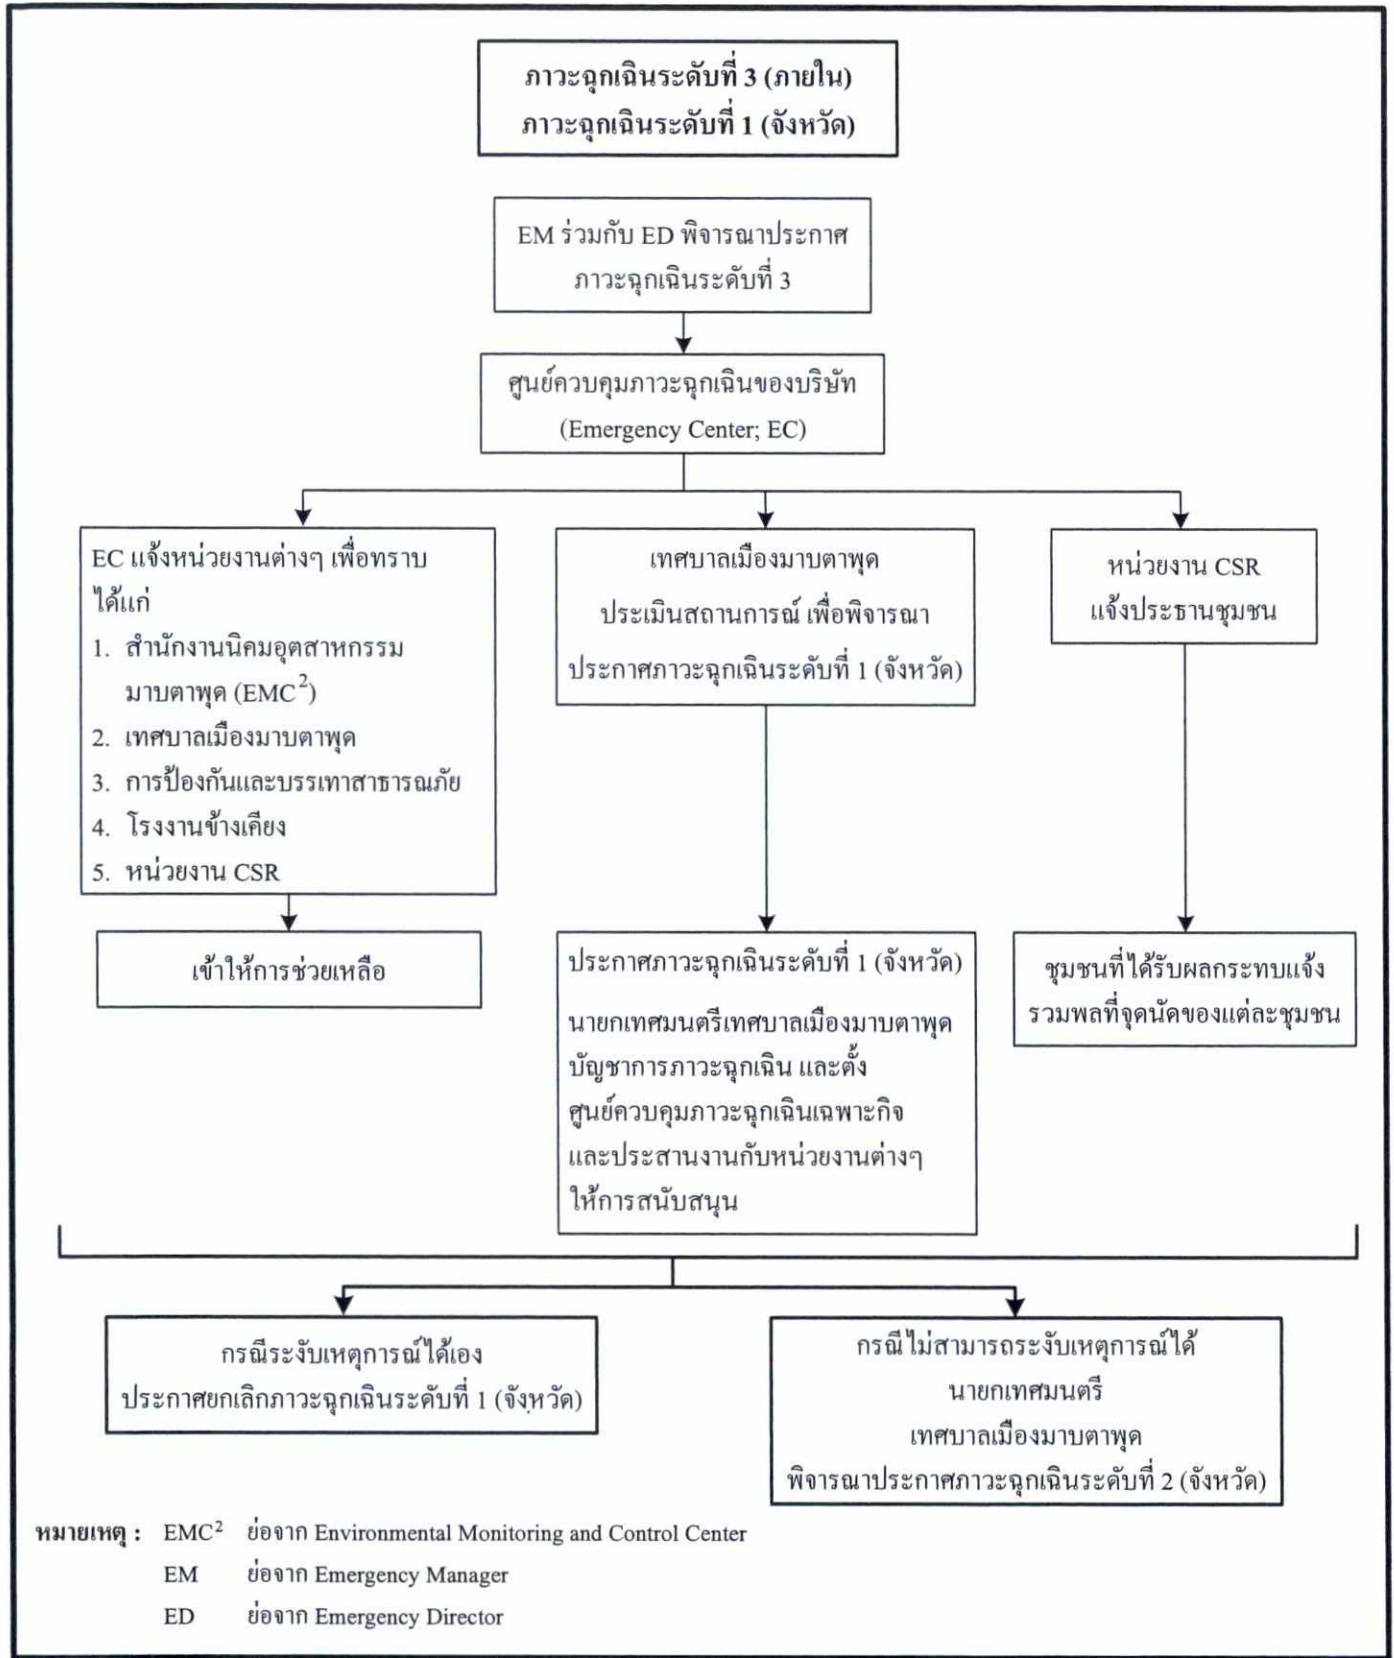 ภาวะฉุกเฉินระดับที่ 3 (ภายใน)
ภาวะฉุกเฉินระดับที่ 1 (จังหวัด)
EM ร่วมกับ ED พิจารณาประกาศ
ภาวะฉุกเฉินระดับที่ 3
ศูนย์ควบคุมภาวะฉุกเฉินของบริษัท
(Emergency Center; EC)
EC แจ้งหน่วยงานต่างๆ เพื่อทราบ
ได้แก่
1. สำนักงานนิคมอุตสาหกรรม
มาบตาพุด (EMC²)
2. เทศบาลเมืองมาบตาพุด
3. การป้องกันและบรรเทาสาธารณภัย
4. โรงงานข้างเคียง
5. หน่วยงาน CSR
เทศบาลเมืองมาบตาพุด
ประเมินสถานการณ์ เพื่อพิจารณา
ประกาศภาวะฉุกเฉินระดับที่ 1 (จังหวัด)
หน่วยงาน CSR
แจ้งประธานชุมชน
เข้าให้การช่วยเหลือ
ประกาศภาวะฉุกเฉินระดับที่ 1 (จังหวัด)
นายกเทศมนตรีเทศบาลเมืองมาบตาพุด
บัญชาการภาวะฉุกเฉิน และตั้ง
ศูนย์ควบคุมภาวะฉุกเฉินเฉพาะกิจ
และประสานงานกับหน่วยงานต่างๆ
ให้การสนับสนุน
ชุมชนที่ได้รับผลกระทบแจ้ง
รวมพลที่จุดนัดของแต่ละชุมชน
กรณีระงับเหตุการณ์ได้เอง
ประกาศยกเลิกภาวะฉุกเฉินระดับที่ 1 (จังหวัด)
กรณีไม่สามารถระงับเหตุการณ์ได้
นายกเทศมนตรี
เทศบาลเมืองมาบตาพุด
พิจารณาประกาศภาวะฉุกเฉินระดับที่ 2 (จังหวัด)
หมายเหตุ : EMC² ย่อจาก Environmental Monitoring and Control Center
EM ย่อจาก Emergency Manager
ED ย่อจาก Emergency Director